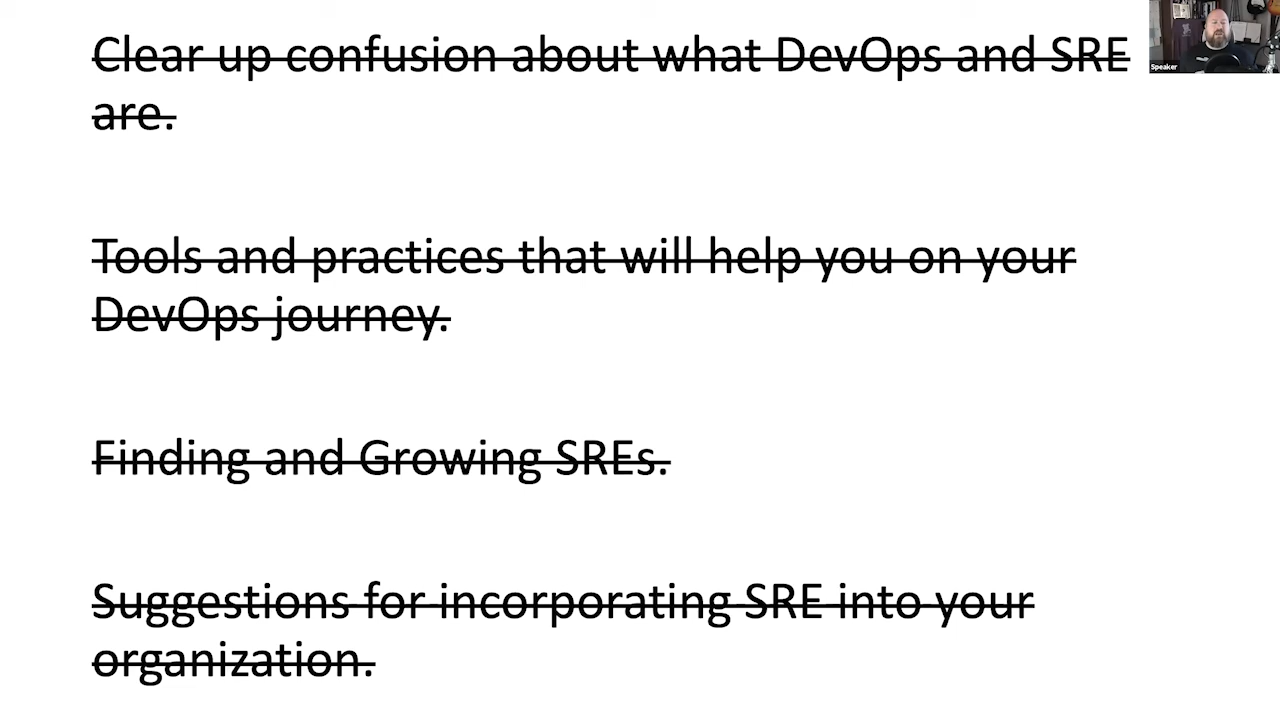 Clear up confusion about what DevOps and SRE
are.
Speaker
Tools and practices that will help you on your
DevOps journey.
Finding and Growing SREs.
Suggestions for incorporating SRE into your
organization.